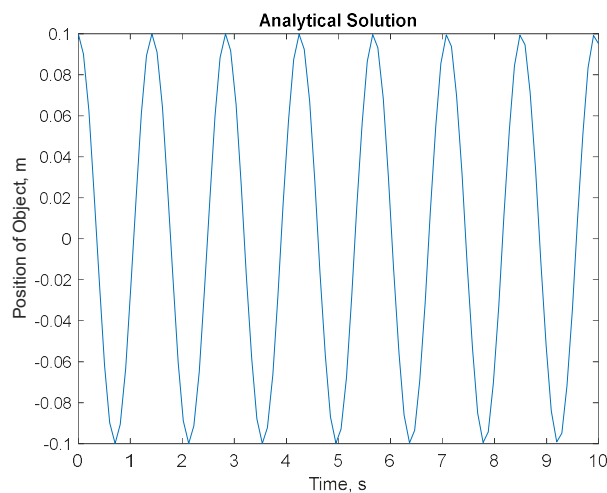 Analytical Solution
0.1
0.08
0.06
0.04
0.02
0
-0.02
-0.04
-0.06
-0.08
-0.1
Position of Object, m
0 1 2 3 4 5 6 7 8 9 10
Time, s